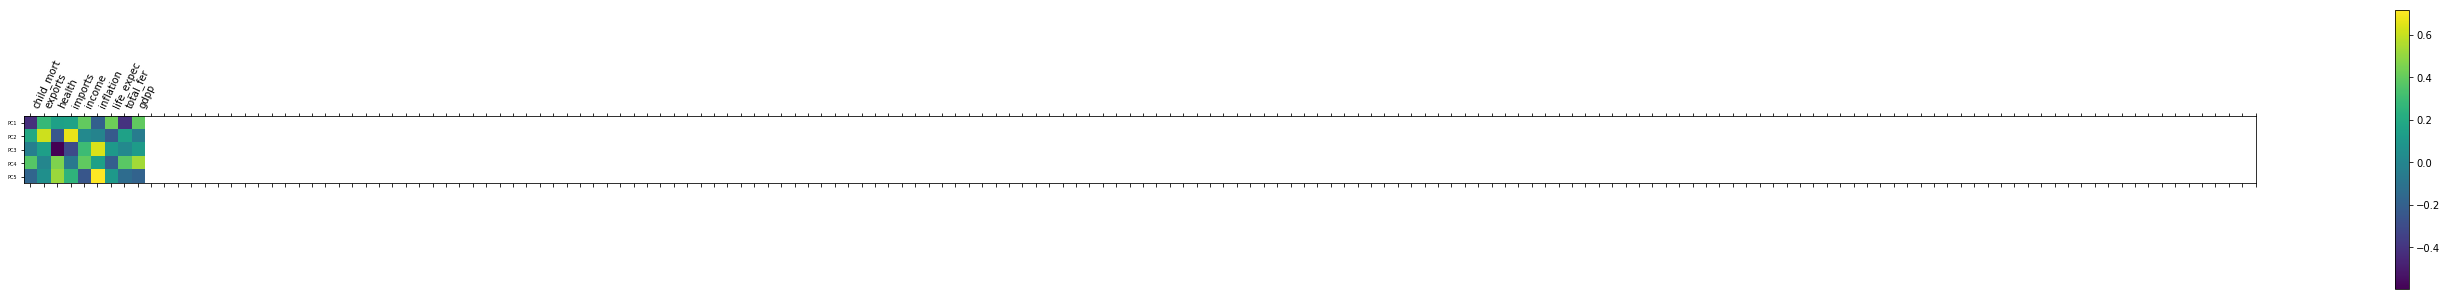 child_mort
exports
health
imports
income
inflation
life_expec
total_fer
gdpp
PC1
PC2
PC3
PC4
PC5
0.6
0.4
0.2
0.0
−0.2
−0.4